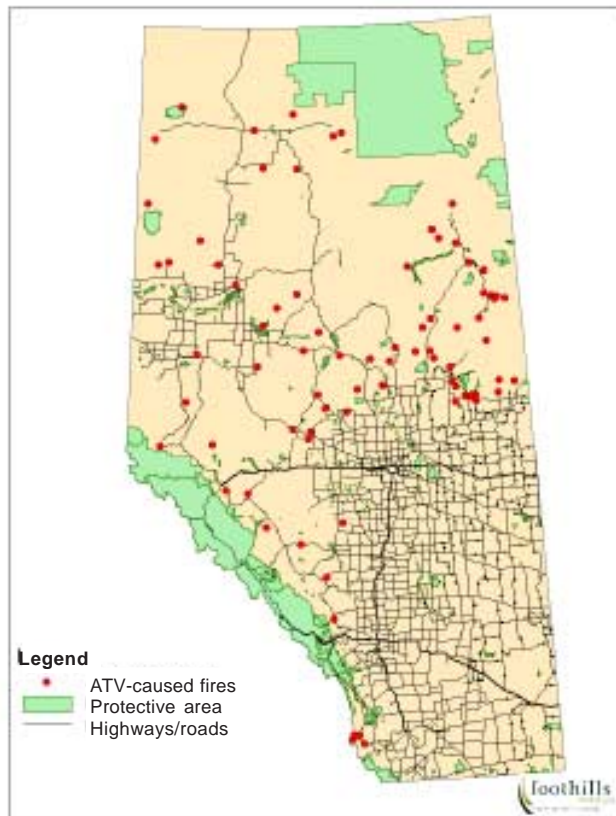 Legend
ATV-caused fires
Protective area
Highways/roads
foothills